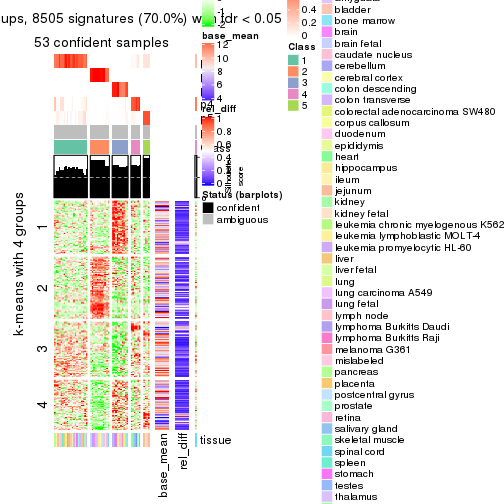 ups, 8505 signatures (70.0%) with fdr < 0.05
53 confident samples
k-means with 4 groups
1
2
3
4
base_mean
rel_diff
tissue
0
-2
base_mean
12
10
8
6
4
rel_diff
1
0.8
0.6
0.4
0.2
0
Silhouette
score
Status (barplots)
confident
ambiguous
0.4
0.2
0
Class
1
2
3
4
5
bladder
bone marrow
brain
brain fetal
caudate nucleus
cerebellum
cerebral cortex
colon descending
colon transverse
colorectal adenocarcinoma SW480
corpus callosum
duodenum
epididymis
heart
hippocampus
ileum
jejunum
kidney
kidney fetal
leukemia chronic myelogenous K562
leukemia lymphoblastic MOLT-4
leukemia promyelocytic HL-60
liver
liver fetal
lung
lung carcinoma A549
lung fetal
lymph node
lymphoma Burkitts Daudi
lymphoma Burkitts Raji
melanoma G361
mislabeled
pancreas
placenta
postcentral gyrus
prostate
retina
salivary gland
skeletal muscle
spinal cord
spleen
stomach
testes
thalamus